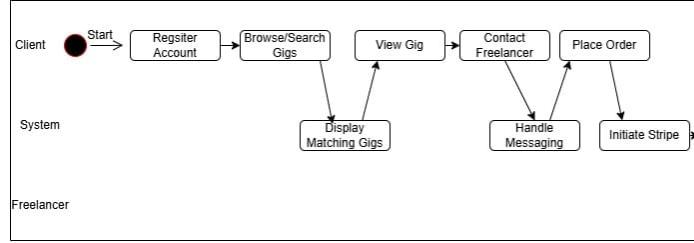 Client
Start
Regsiter
Account
Browse/Search
Gigs
View Gig
Contact
Freelancer
Place Order
System
Display
Matching Gigs
Handle
Messaging
Initiate Stripe
Freelancer